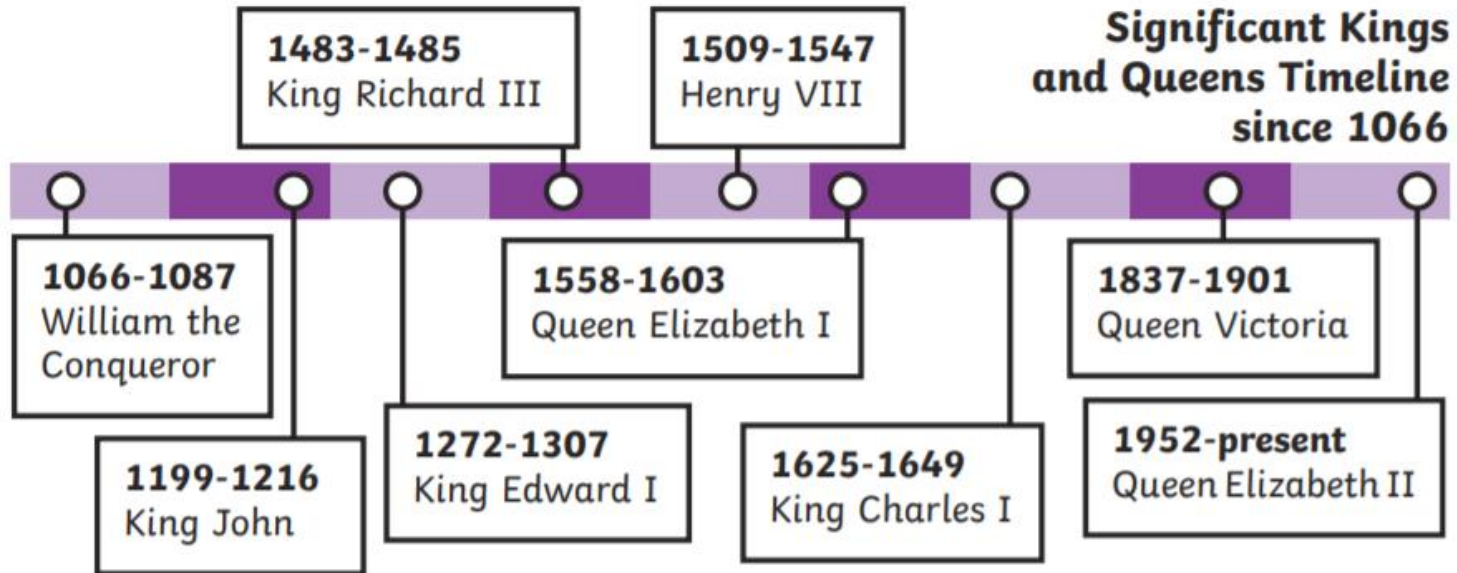 Significant Kings
and Queens Timeline
since 1066
1483-1485
King Richard III
1509-1547
Henry VIII
1066-1087
William the
Conqueror
1199-1216
King John
1272-1307
King Edward I
1558-1603
Queen Elizabeth I
1625-1649
King Charles I
1837-1901
Queen Victoria
1952-present
Queen Elizabeth II